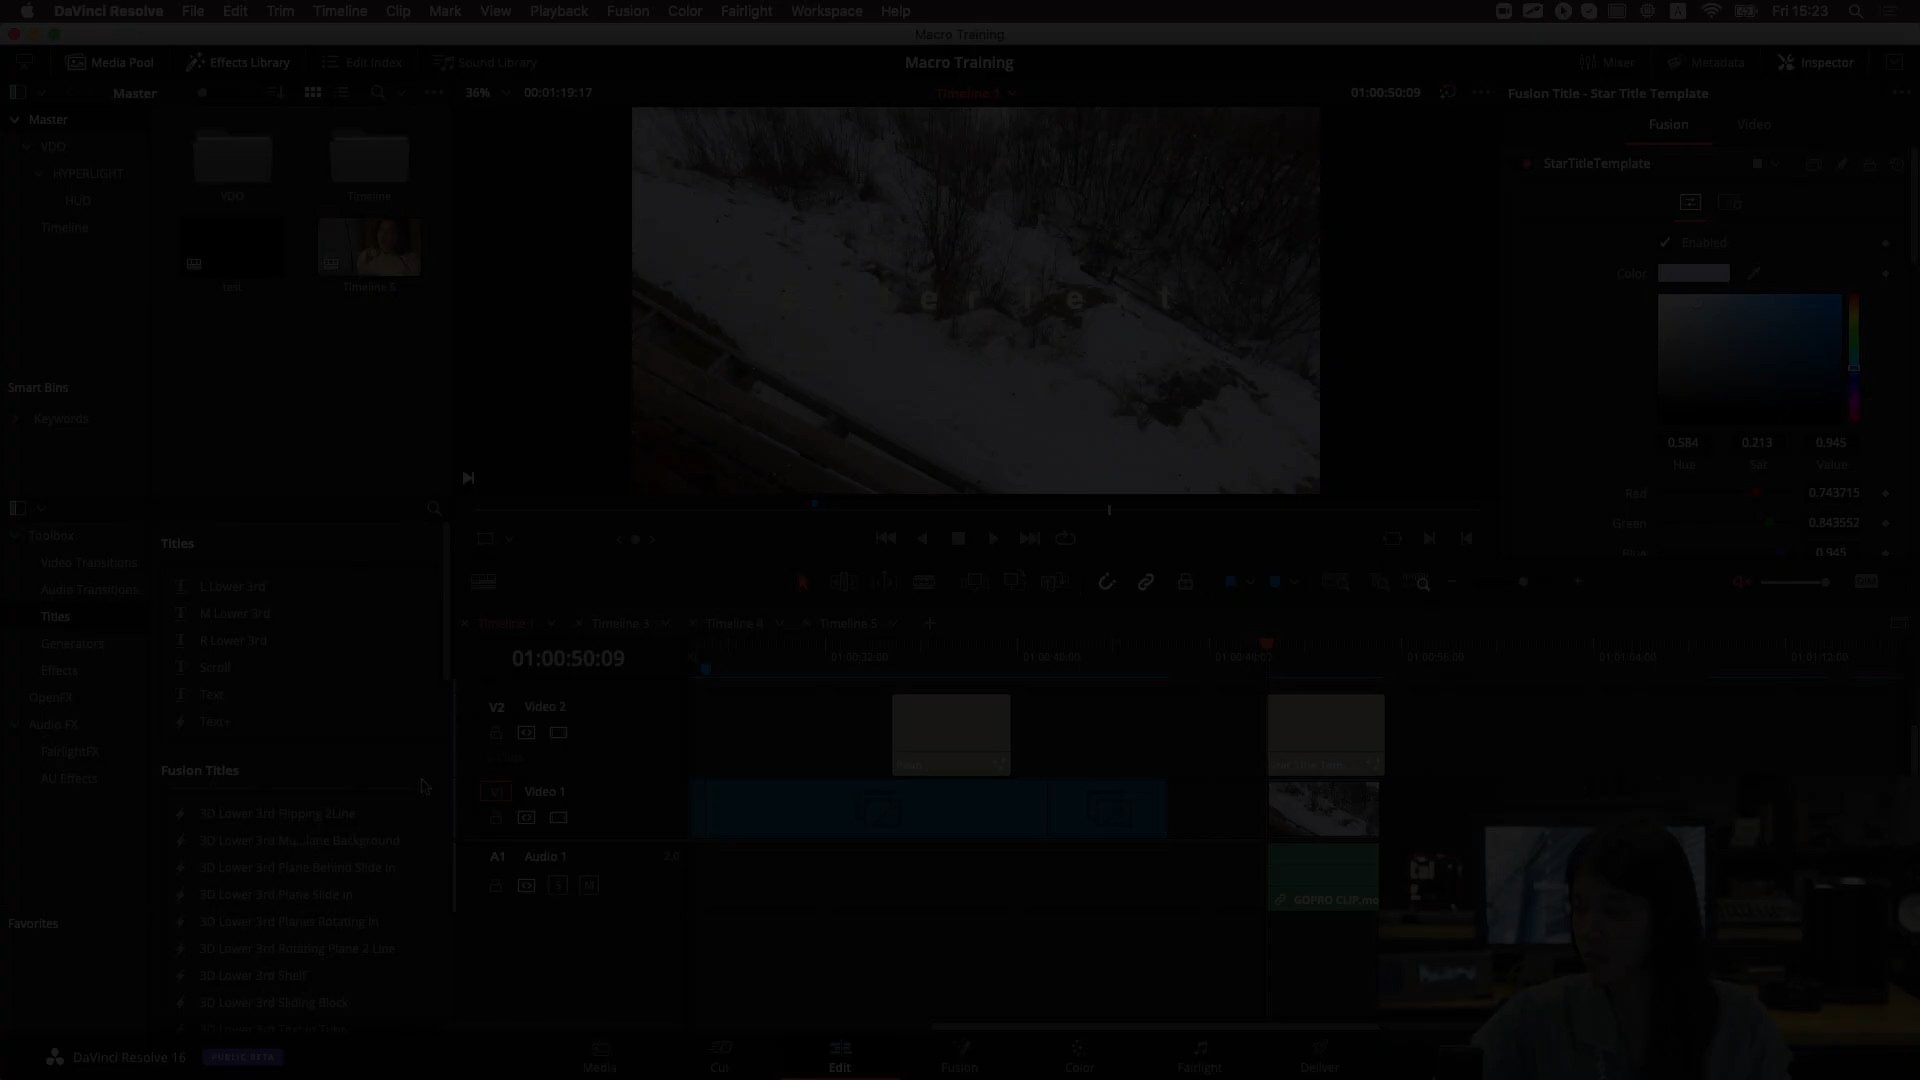 DaVinci Resolve File Edit Trim Timeline Clip Mark View Playback Fusion Color Fairlight Workspace Help
Fri 15:23
Macro Training
Media Pool Effects Library Edit Index Sound Library
Macro Training
Mixer Metadata Inspector
Master
36% 00:01:19:17
Timeline 1
01:00:50:09
Fusion Title - Star Title Template
Master
VDO
HYPERLIGHT
HUD
Timeline
VDO
Timeline
test
Timeline 5
Smart Bins
Keywords
Fusion Video
StarTitleTemplate
Enabled
Color
0.584 0.213 0.945
Hue Sat Value
Red 0.743715
Green 0.843552
Blue 0.945
Toolbox
Video Transitions
Audio Transitions
Titles
Generators
Effects
OpenFX
Audio FX
FairlightFX
AU Effects
Favorites
Titles
L Lower 3rd
M Lower 3rd
R Lower 3rd
Scroll
Text
Text+
Fusion Titles
3D Lower 3rd Flipping 2Line
3D Lower 3rd Mu...lane Background
3D Lower 3rd Plane Behind Slide In
3D Lower 3rd Plane Slide In
3D Lower 3rd Planes Rotating In
3D Lower 3rd Rotating Plane 2 Line
3D Lower 3rd Shelf
3D Lower 3rd Sliding Block
3D Lower 3rd Text In Tube
DIM
Timeline 1 Timeline 3 Timeline 4 Timeline 5
01:00:50:09
01:00:32:00 01:00:40:00 01:00:48:00 01:00:56:00 01:01:04:00 01:01:12:00
V2 Video 2
V1 Video 1
A1 Audio 1 2.0
S M
GOPRO CLIP.mo
DaVinci Resolve 16 PUBLIC BETA
Media Cut Edit Fusion Color Fairlight Deliver